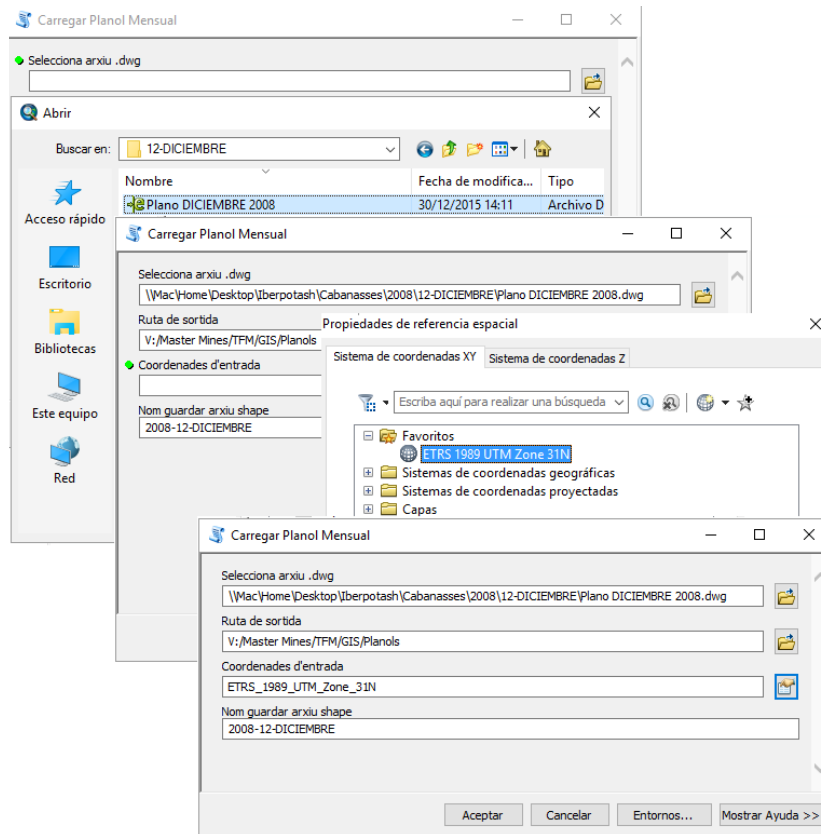 Carregar Planol Mensual
Selecciona arxiu .dwg
Abrir
Buscar en: 12-DICIEMBRE
Nombre Fecha de modifica... Tipo
Plano DICIEMBRE 2008 30/12/2015 14:11 Archivo D
Acceso rápido
Escritorio
Bibliotecas
Este equipo
Red
Carregar Planol Mensual
Selecciona arxiu .dwg
\\Mac\Home\Desktop\Iberpotash\Cabanasses\2008\12-DICIEMBRE\Plano DICIEMBRE 2008.dwg
Ruta de sortida
V:/Master Mines/TFM/GIS/Planols
Coordenades d'entrada
Nom guardar arxiu shape
2008-12-DICIEMBRE
Propiedades de referencia espacial
Sistema de coordenadas XY Sistema de coordenadas Z
Escriba aquí para realizar una búsqueda
Favoritos
ETRS 1989 UTM Zone 31N
Sistemas de coordenadas geográficas
Sistemas de coordenadas proyectadas
Capas
Carregar Planol Mensual
Selecciona arxiu .dwg
\\Mac\Home\Desktop\Iberpotash\Cabanasses\2008\12-DICIEMBRE\Plano DICIEMBRE 2008.dwg
Ruta de sortida
V:/Master Mines/TFM/GIS/Planols
Coordenades d'entrada
ETRS_1989_UTM_Zone_31N
Nom guardar arxiu shape
2008-12-DICIEMBRE
Aceptar Cancelar Entornos... Mostrar Ayuda >>